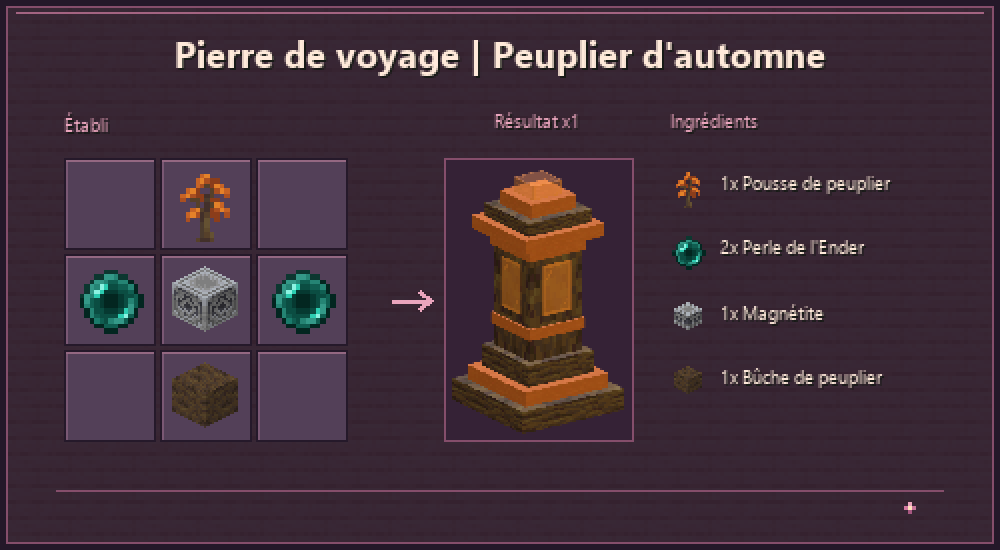 Pierre de voyage | Peuplier d'automne
Établi
Résultat x1
Ingrédients
1x Pousse de peuplier
2x Perle de l'Ender
1x Magnétite
1x Bûche de peuplier